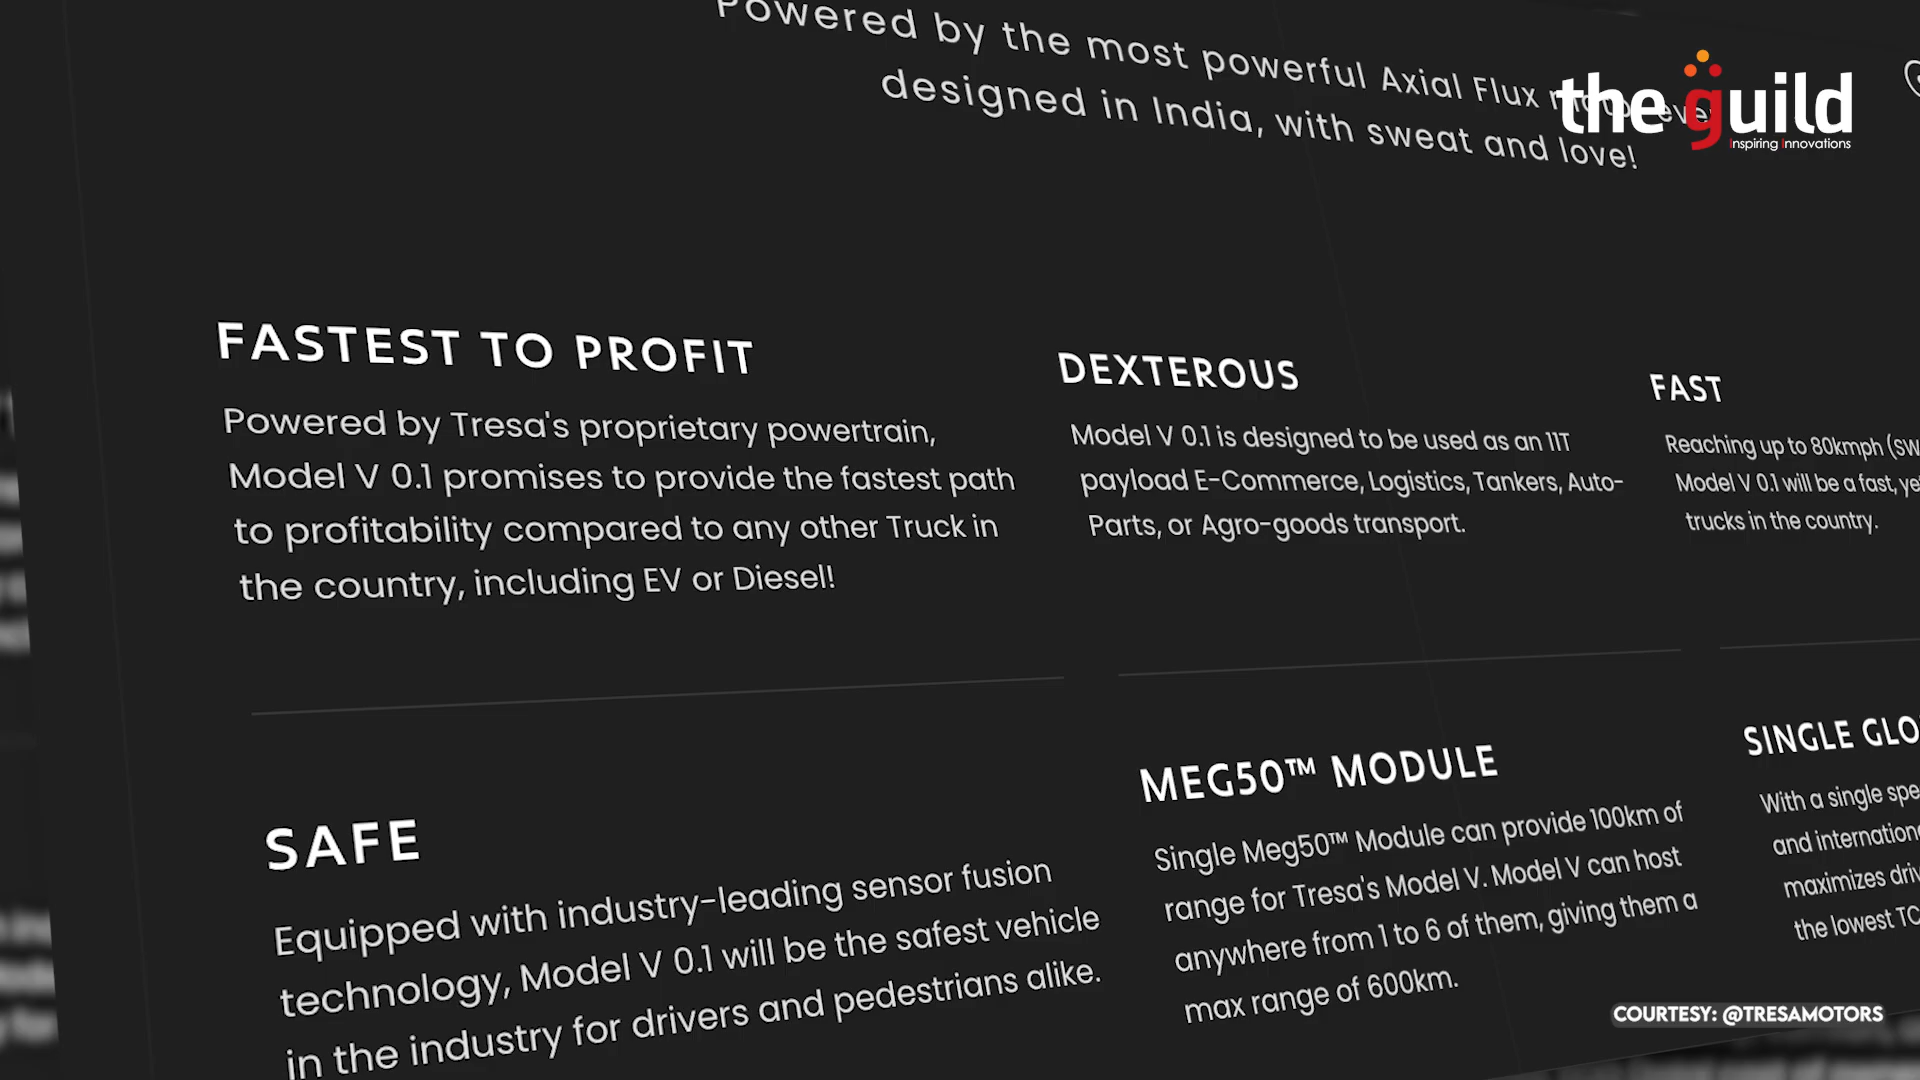 Powered by the most powerful Axial Flux
designed in India, with sweat and love!
the guild
Inspiring Innovations
FASTEST TO PROFIT
Powered by Tresa's proprietary powertrain,
Model V 0.1 promises to provide the fastest path
to profitability compared to any other Truck in
the country, including EV or Diesel!
DEXTEROUS
Model V 0.1 is designed to be used as an 11T
payload E-Commerce, Logistics, Tankers, Auto-
Parts, or Agro-goods transport.
FAST
Reaching up to 80kmph
Model V 0.1 will be a fast,
trucks in the country.
SAFE
Equipped with industry-leading sensor fusion
technology, Model V 0.1 will be the safest vehicle
in the industry for drivers and pedestrians alike.
MEG50™ MODULE
Single Meg50™ Module can provide 100km of
range for Tresa's Model V. Model V can host
anywhere from 1 to 6 of them, giving them a
max range of 600km.
SINGLE
With a single
and
maximizes
the lowest
COURTESY: @TRESAMOTORS